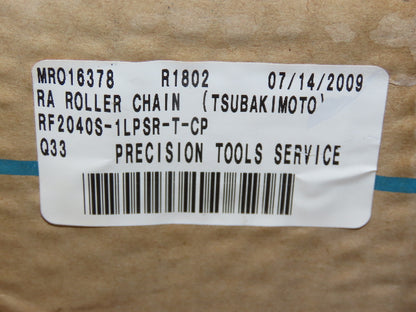 MRO16378 R1802 07/14/2009
RA ROLLER CHAIN (TSUBAKIMOTO)
RF2040S-1LPSR-T-CP
Q33 PRECISION TOOLS SERVICE